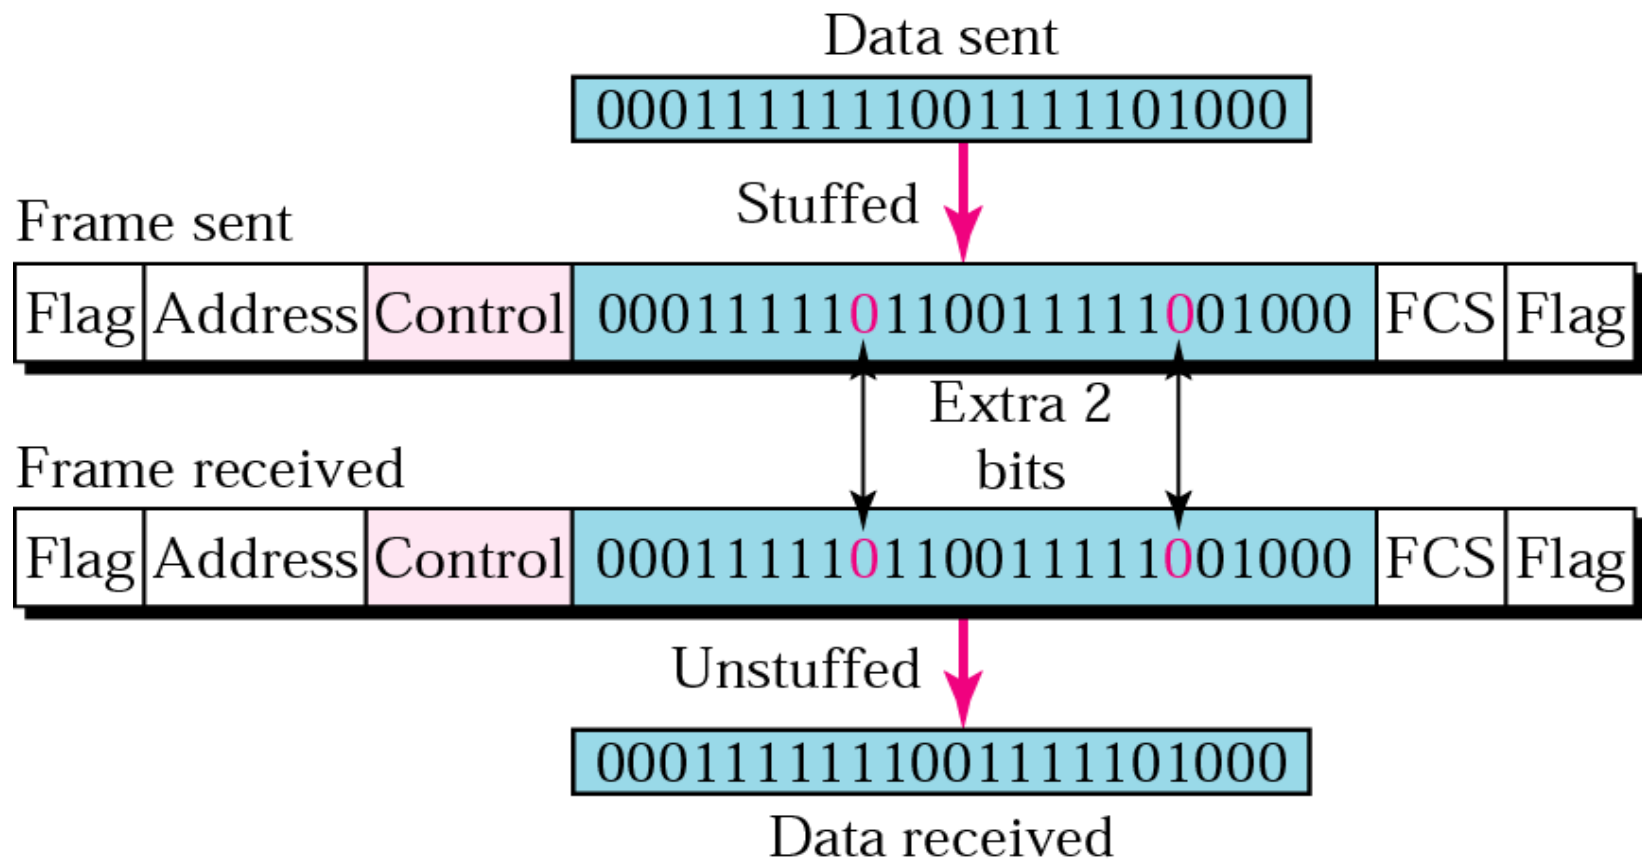 Data sent
0001111111001111101000
Stuffed
Frame sent
Flag Address Control 000111110110011111001000 FCS Flag
Extra 2
bits
Frame received
Flag Address Control 000111110110011111001000 FCS Flag
Unstuffed
0001111111001111101000
Data received